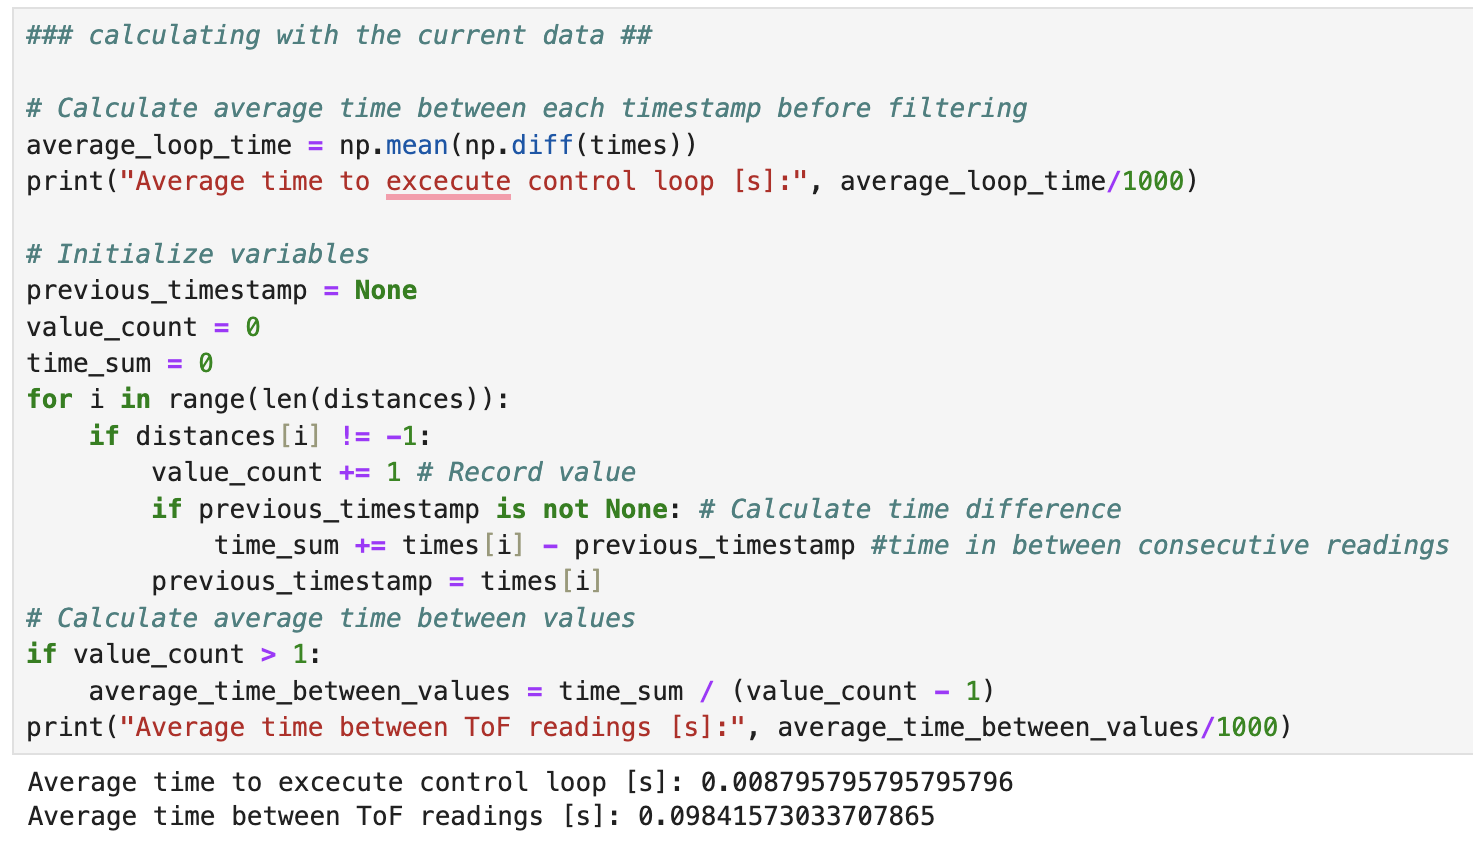 ### calculating with the current data ##
# Calculate average time between each timestamp before filtering
average_loop_time = np.mean(np.diff(times))
print("Average time to excecute control loop [s]:", average_loop_time/1000)
# Initialize variables
previous_timestamp = None
value_count = 0
time_sum = 0
for i in range(len(distances)):
    if distances[i] != -1:
        value_count += 1 # Record value
        if previous_timestamp is not None: # Calculate time difference
            time_sum += times[i] - previous_timestamp #time in between consecutive readings
        previous_timestamp = times[i]
# Calculate average time between values
if value_count > 1:
    average_time_between_values = time_sum / (value_count - 1)
print("Average time between ToF readings [s]:", average_time_between_values/1000)
Average time to excecute control loop [s]: 0.008795795795795796
Average time between ToF readings [s]: 0.09841573033707865